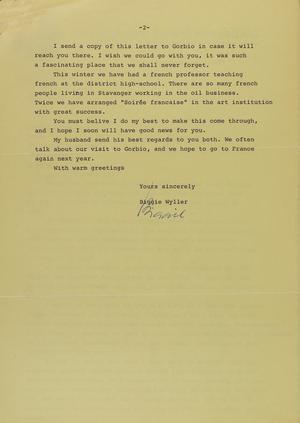 -2-
I send a copy of this letter to Gorbio in case it will
reach you there. I wish we could go with you, it was such
a fascinating place that we shall never forget.
This winter we have had a french professor teaching
french at the district high-school. There are so many french
people living in Stavanger working in the oil business.
Twice we have arranged "Soirée francaise" in the art institution
with great success.
You must belive I do my best to make this come through,
and I hope I soon will have good news for you.
My husband send his best regards to both of you. We often
talk about our visit to Gorbio, and we hope to go to France
again next year.
With warm greetings
Yours sincerely
Biggie Wyller